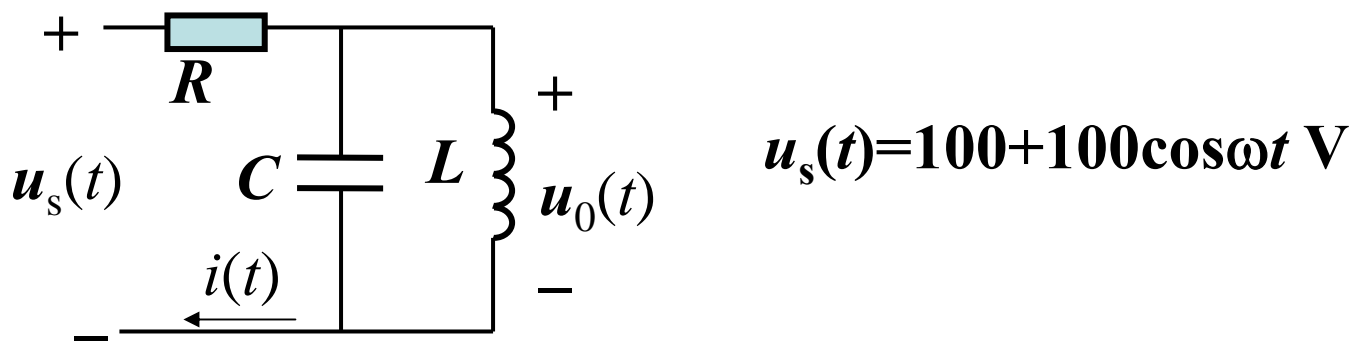 +
R
+
u_s(t)
C
L
u_0(t)
u_s(t)=100+100cosωt V
i(t)
−
−